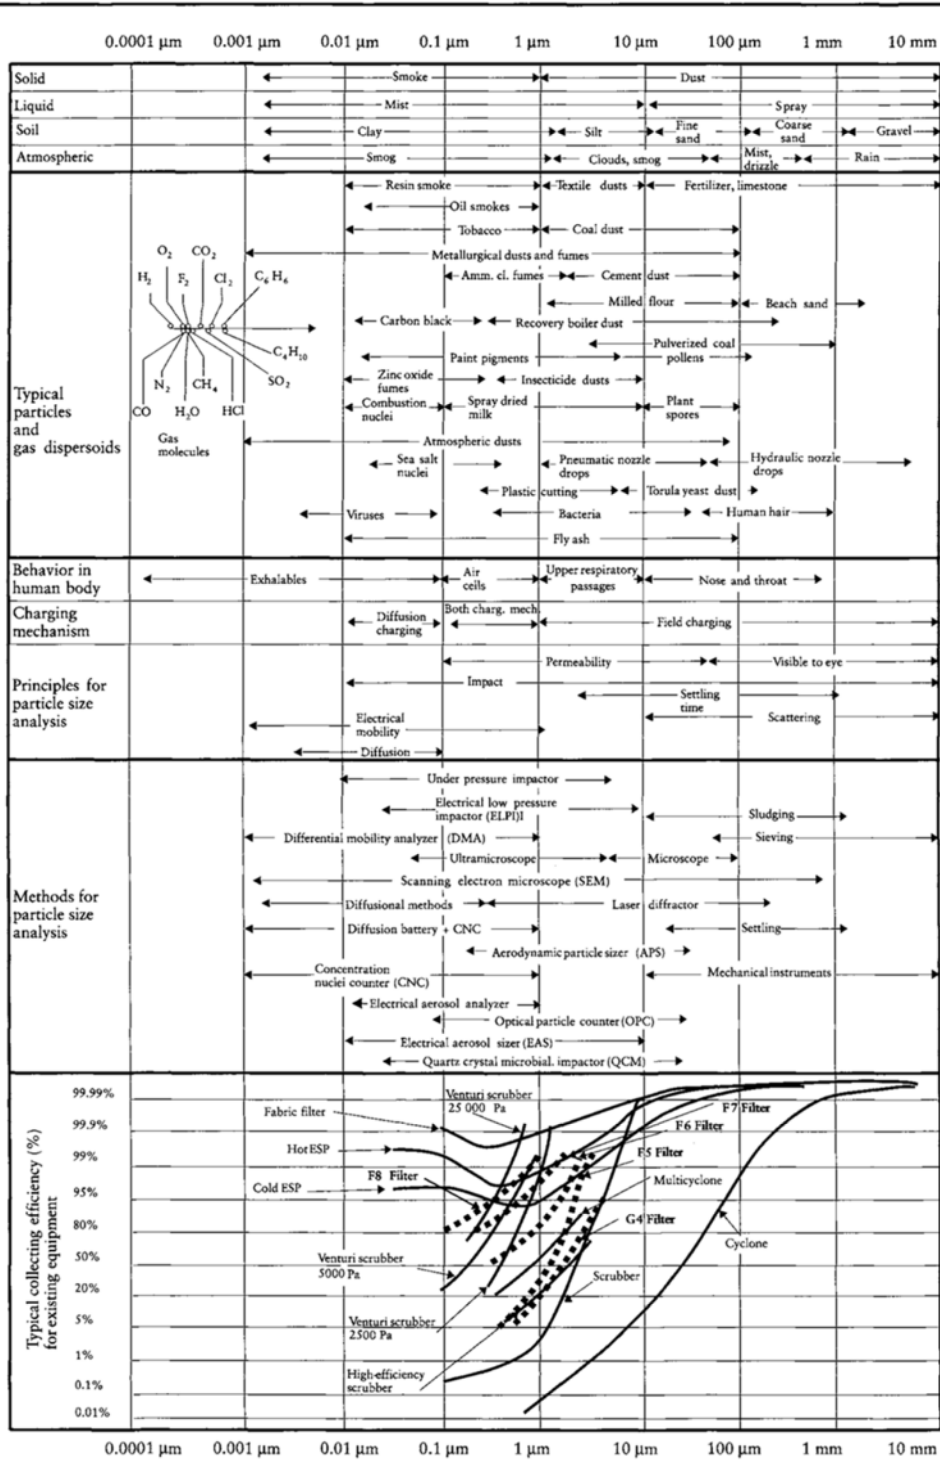 0.0001 µm 0.001 µm 0.01 µm 0.1 µm 1 µm 10 µm 100 µm 1 mm 10 mm
Solid Smoke Dust
Liquid Mist Spray
Soil Clay Silt Fine sand Coarse sand Gravel
Atmospheric Smog Clouds, smog Mist, drizzle Rain
Typical particles and gas dispersoids
Resin smoke Textile dusts Fertilizer, limestone
Oil smokes
Tobacco Coal dust
Metallurgical dusts and fumes
O2 CO2
H2 F2 Cl2 C6H6
Amm. cl. fumes Cement dust
Milled flour Beach sand
Carbon black Recovery boiler dust
Pulverized coal
C4H10
Paint pigments pollens
N2 CH4 SO2
Zinc oxide fumes Insecticide dusts
CO H2O HCl
Combustion nuclei Spray dried milk Plant spores
Gas molecules
Atmospheric dusts
Sea salt nuclei Pneumatic nozzle drops Hydraulic nozzle drops
Plastic cutting Torula yeast dust
Viruses Bacteria Human hair
Fly ash
Behavior in human body
Exhalables Air cells Upper respiratory passages Nose and throat
Charging mechanism
Diffusion charging Both charg. mech. Field charging
Principles for particle size analysis
Permeability Visible to eye
Impact
Settling time
Electrical mobility Scattering
Diffusion
Methods for particle size analysis
Under pressure impactor
Electrical low pressure impactor (ELPI)l Sludging
Differential mobility analyzer (DMA) Sieving
Ultramicroscope Microscope
Scanning electron microscope (SEM)
Diffusional methods Laser diffractor
Diffusion battery + CNC Settling
Aerodynamic particle sizer (APS)
Concentration nuclei counter (CNC) Mechanical instruments
Electrical aerosol analyzer
Optical particle counter (OPC)
Electrical aerosol sizer (EAS)
Quartz crystal microbial. impactor (QCM)
Typical collecting efficiency (%)
for existing equipment
99.99%
99.9%
99%
95%
80%
50%
20%
5%
1%
0.1%
0.01%
Venturi scrubber
25 000 Pa
Fabric filter
F7 Filter
F6 Filter
Hot ESP
F5 Filter
F8 Filter
Cold ESP
Multicyclone
G4 Filter
Cyclone
Venturi scrubber
5000 Pa
Scrubber
Venturi scrubber
2500 Pa
High-efficiency
scrubber
0.0001 µm 0.001 µm 0.01 µm 0.1 µm 1 µm 10 µm 100 µm 1 mm 10 mm